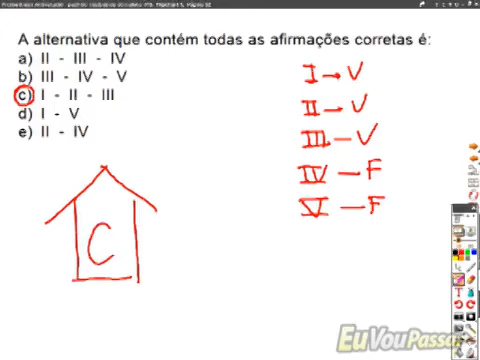 A alternativa que contém todas as afirmações corretas é:
a) II - III - IV
b) III - IV - V
c) I - II - III
d) I - V
e) II - IV
I → V
II → V
III - V
IV - F
V - F
C
EuVouPassar